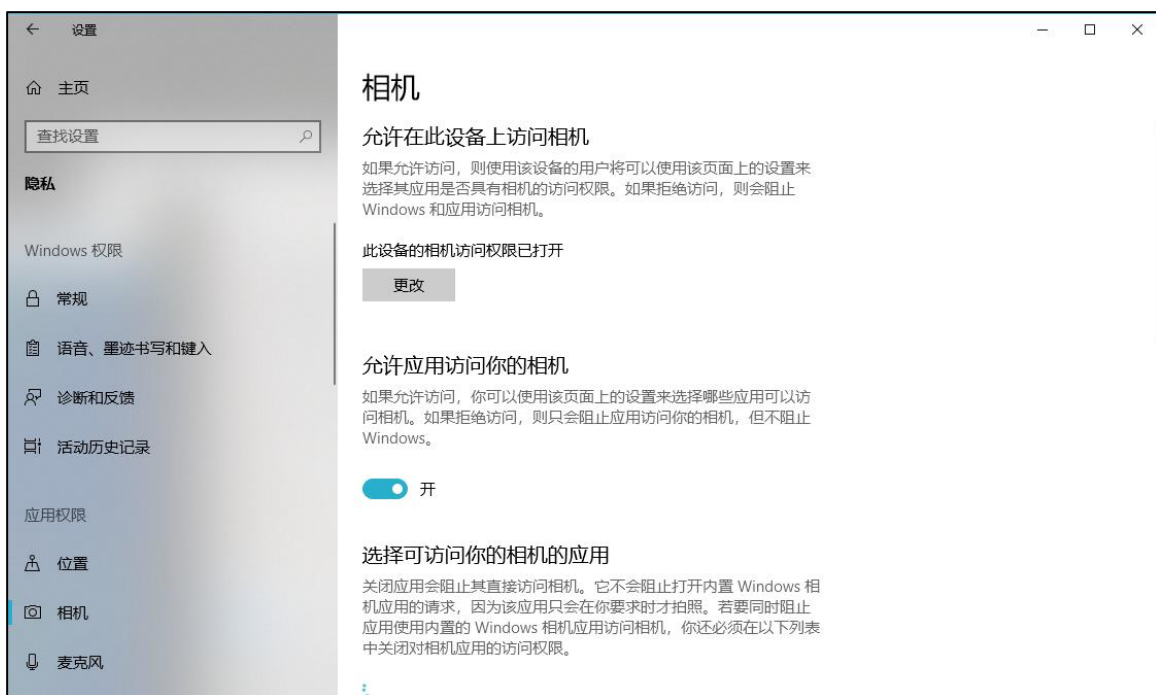 设置
主页
查找设置
隐私
Windows 权限
常规
语音、墨迹书写和键入
诊断和反馈
活动历史记录
应用权限
位置
相机
麦克风
相机
允许在此设备上访问相机
如果允许访问，则使用该设备的用户将可以使用该页面上的设置来
选择其应用是否具有相机的访问权限。如果拒绝访问，则会阻止
Windows 和应用访问相机。
此设备的相机访问权限已打开
更改
允许应用访问你的相机
如果允许访问，你可以使用该页面上的设置来选择哪些应用可以访
问相机。如果拒绝访问，则只会阻止应用访问你的相机，但不阻止
Windows。
开
选择可访问你的相机的应用
关闭应用会阻止其直接访问相机。它不会阻止打开内置 Windows 相
机应用的请求，因为该应用只会在你要求时才拍照。若要同时阻止
应用使用内置的 Windows 相机应用访问相机，你还必须在以下列表
中关闭对相机应用的访问权限。